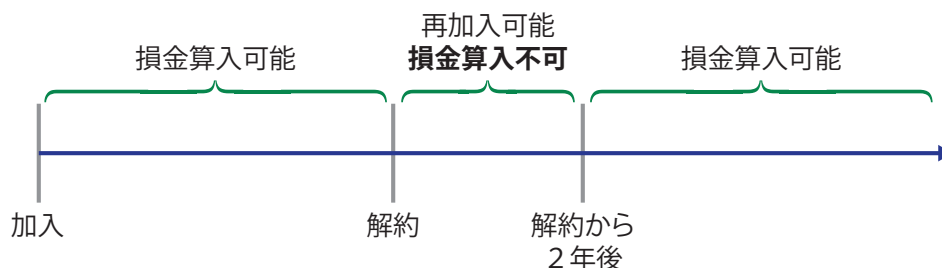 損金算入可能
再加入可能
損金算入不可
損金算入可能
加入
解約
解約から
２年後